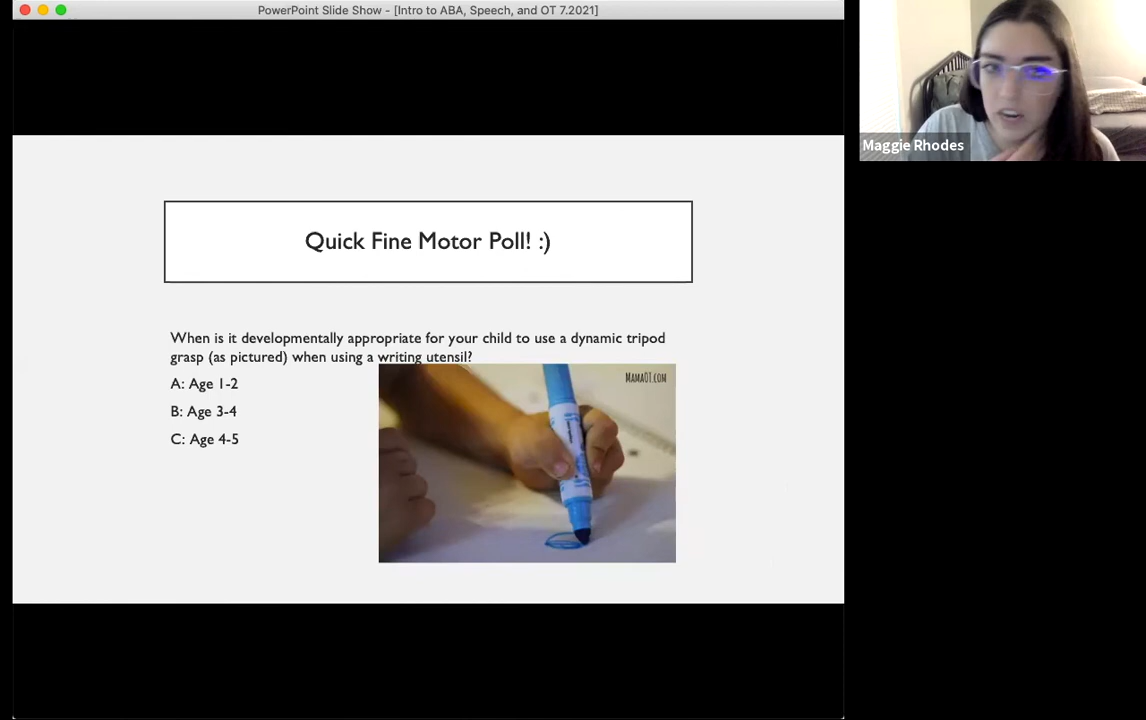 PowerPoint Slide Show - [Intro to ABA, Speech, and OT 7.2021]
Maggie Rhodes
Quick Fine Motor Poll! :)
When is it developmentally appropriate for your child to use a dynamic tripod
grasp (as pictured) when using a writing utensil?
A: Age 1-2
B: Age 3-4
C: Age 4-5
MamaOT.com